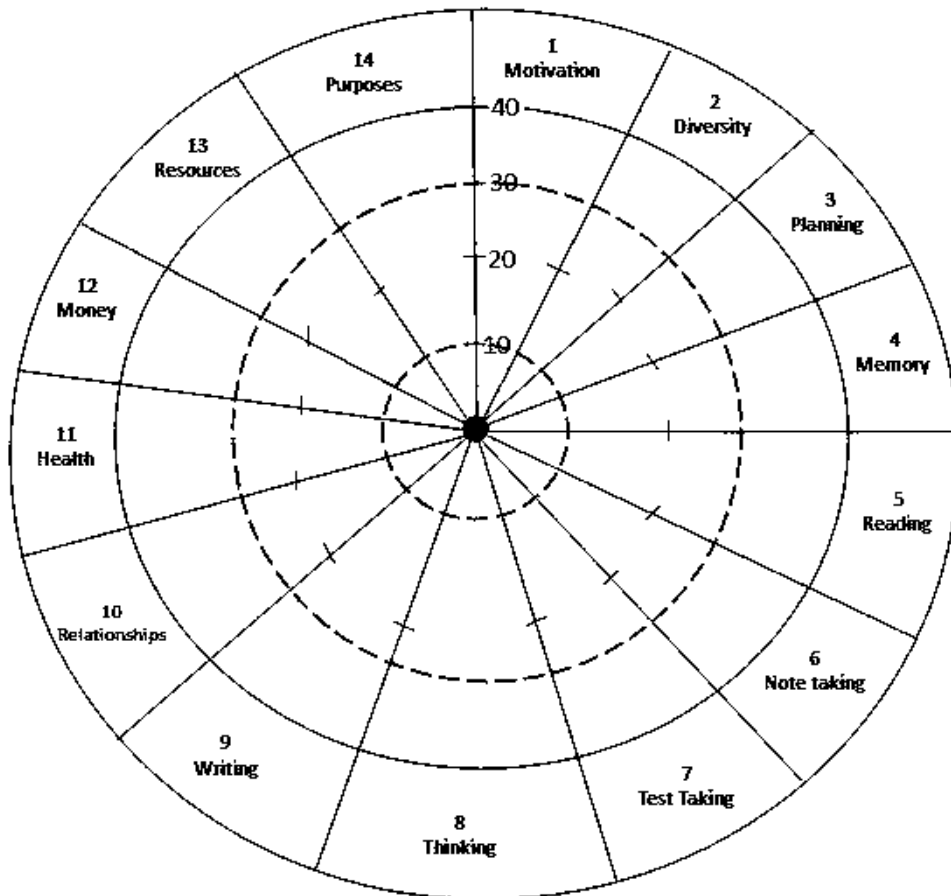 1
Motivation
2
Diversity
3
Planning
4
Memory
5
Reading
6
Note taking
7
Test Taking
8
Thinking
9
Writing
10
Relationships
11
Health
12
Money
13
Resources
14
Purposes
40
30
20
10